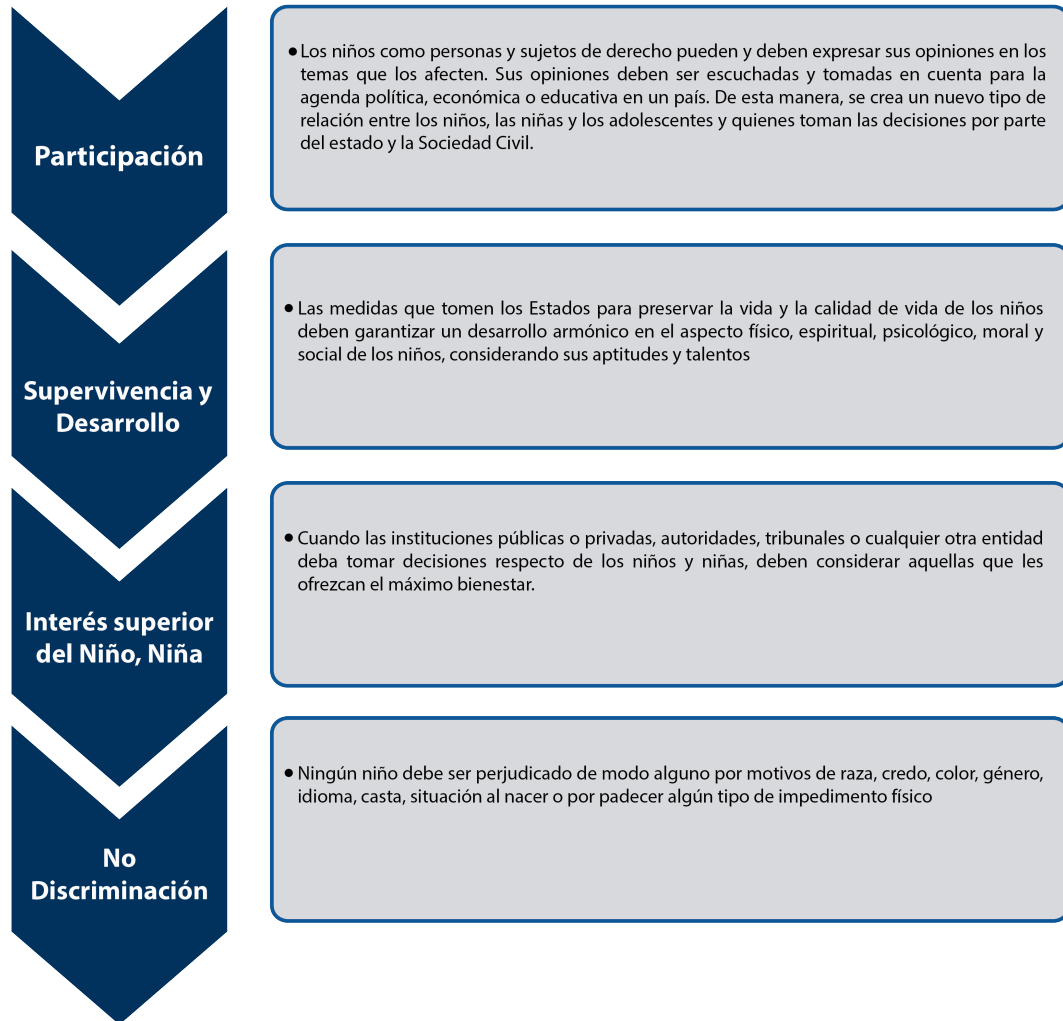 Participación
• Los niños como personas y sujetos de derecho pueden y deben expresar sus opiniones en los
temas que los afecten. Sus opiniones deben ser escuchadas y tomadas en cuenta para la
agenda política, económica o educativa en un país. De esta manera, se crea un nuevo tipo de
relación entre los niños, las niñas y los adolescentes y quienes toman las decisiones por parte
del estado y la Sociedad Civil.
Supervivencia y
Desarrollo
• Las medidas que tomen los Estados para preservar la vida y la calidad de vida de los niños
deben garantizar un desarrollo armónico en el aspecto físico, espiritual, psicológico, moral y
social de los niños, considerando sus aptitudes y talentos
Interés superior
del Niño, Niña
• Cuando las instituciones públicas o privadas, autoridades, tribunales o cualquier otra entidad
deba tomar decisiones respecto de los niños y niñas, deben considerar aquellas que les
ofrezcan el máximo bienestar.
No
Discriminación
• Ningún niño debe ser perjudicado de modo alguno por motivos de raza, credo, color, género,
idioma, casta, situación al nacer o por padecer algún tipo de impedimento físico